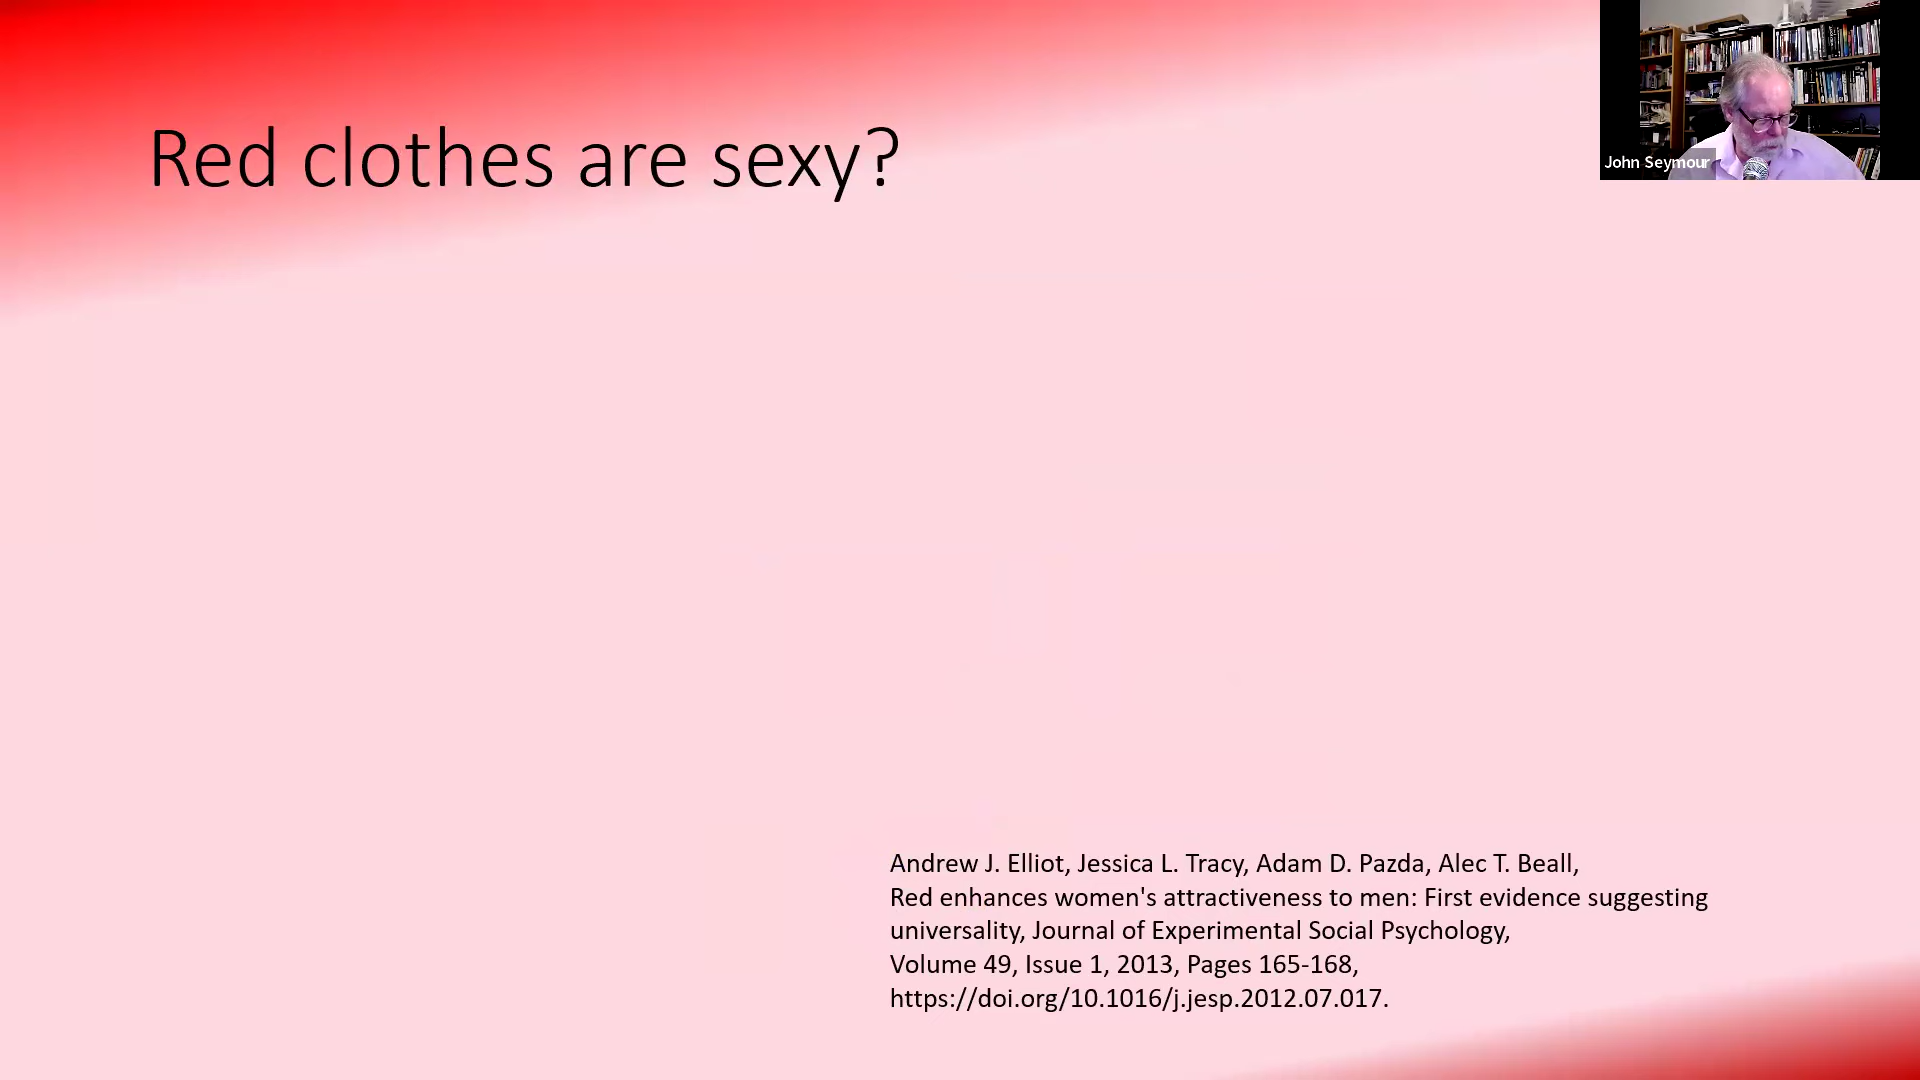 Red clothes are sexy?
John Seymour
Andrew J. Elliot, Jessica L. Tracy, Adam D. Pazda, Alec T. Beall,
Red enhances women's attractiveness to men: First evidence suggesting
universality, Journal of Experimental Social Psychology,
Volume 49, Issue 1, 2013, Pages 165-168,
https://doi.org/10.1016/j.jesp.2012.07.017.